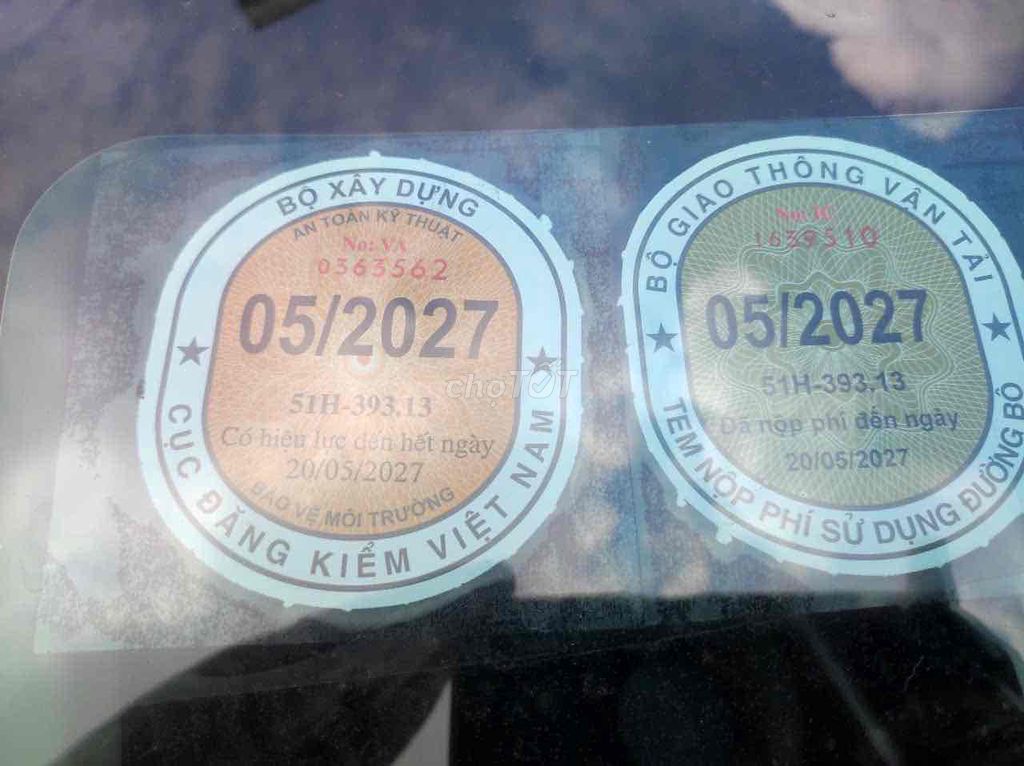 BỘ XÂY DỰNG
AN TOÀN KỸ THUẬT
No: VA
0363562
05/2027
51H-393.13
Có hiệu lực đến hết ngày
20/05/2027
BẢO VỆ MÔI TRƯỜNG
CỤC ĐĂNG KIỂM VIỆT NAM
BỘ GIAO THÔNG VẬN TẢI
No: IC
1639510
05/2027
51H-393.13
Đã nộp phí đến ngày
20/05/2027
TEM NỘP PHÍ SỬ DỤNG ĐƯỜNG BỘ
chợTỐT